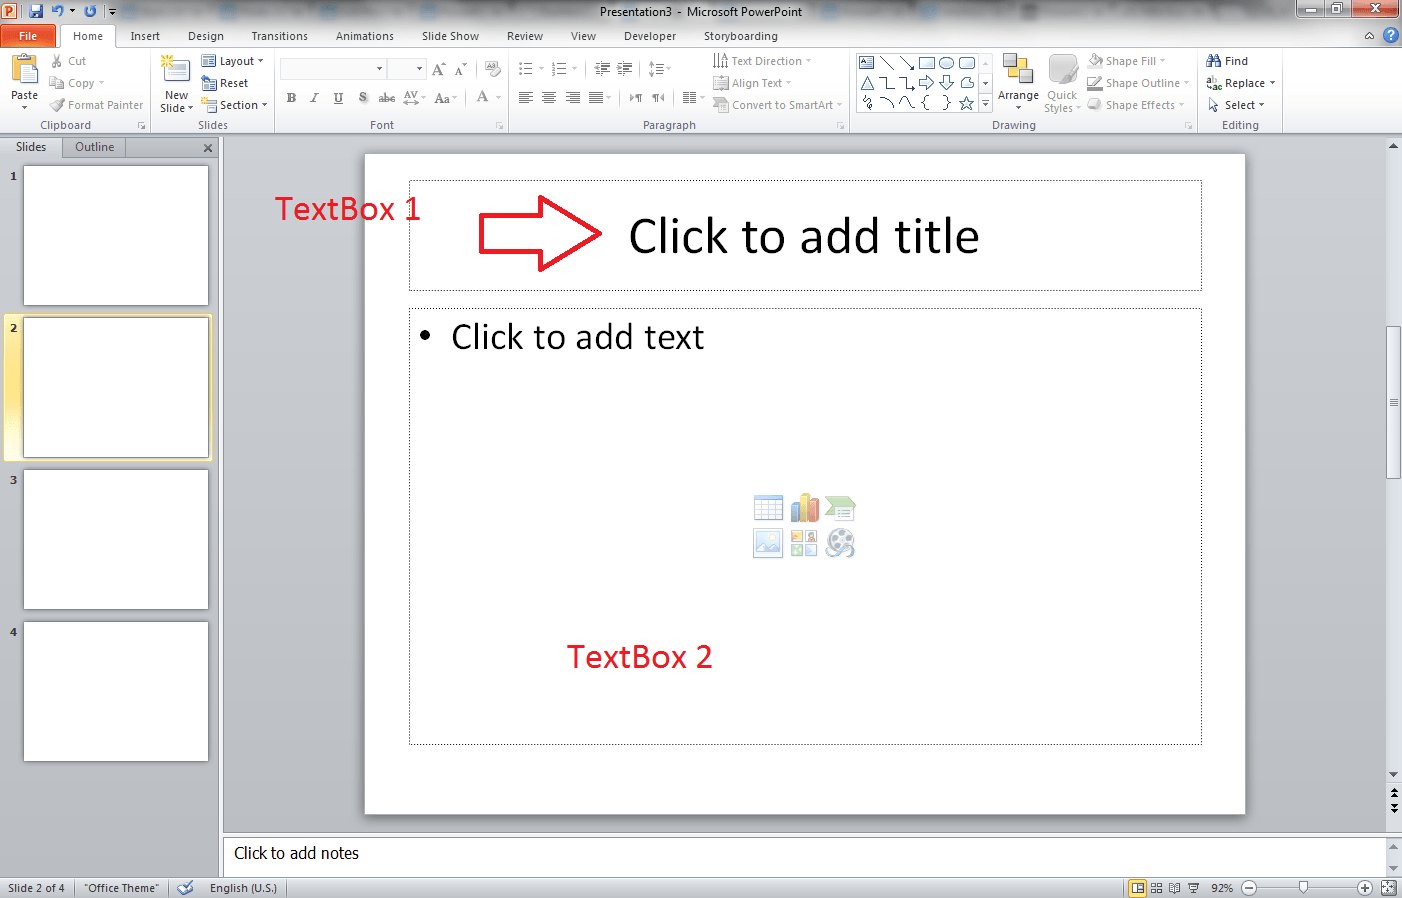 Presentation3 - Microsoft PowerPoint
File Home Insert Design Transitions Animations Slide Show Review View Developer Storyboarding
Paste
Cut
Copy
Format Painter
Clipboard
New Slide
Layout
Reset
Section
Slides
B I U S abc AV Aa A
Font
Text Direction
Align Text
Convert to SmartArt
Paragraph
Arrange
Quick Styles
Shape Fill
Shape Outline
Shape Effects
Drawing
Find
Replace
Select
Editing
Slides Outline
1
2
3
4
TextBox 1
Click to add title
• Click to add text
TextBox 2
Click to add notes
Slide 2 of 4 "Office Theme" English (U.S.) 92%